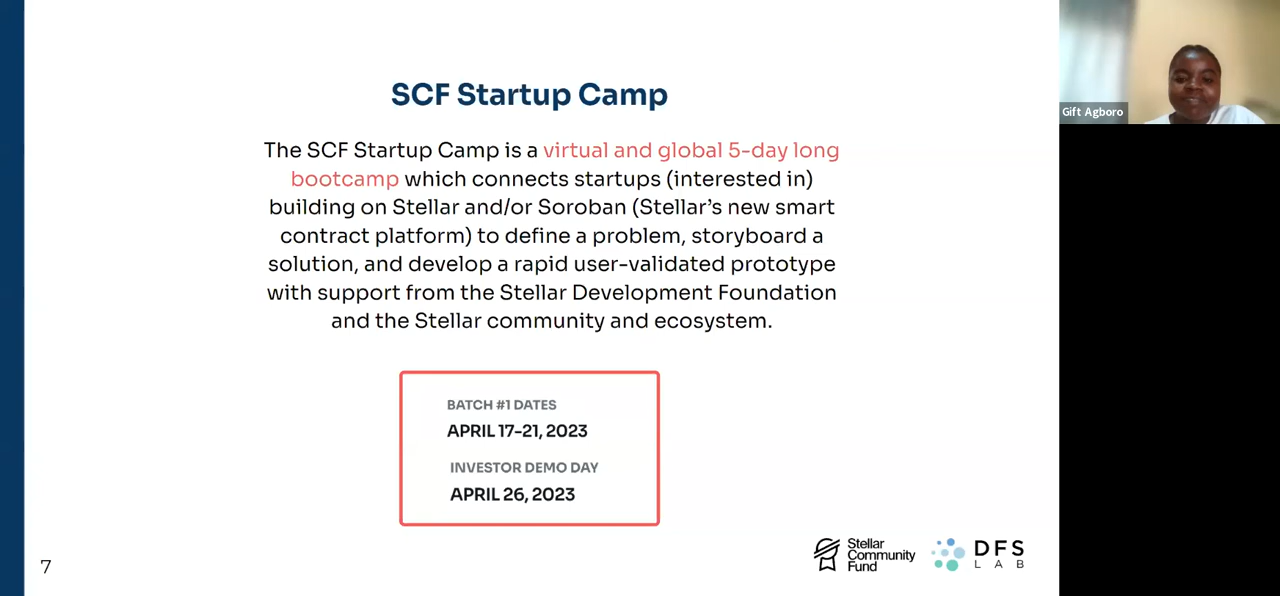 SCF Startup Camp
The SCF Startup Camp is a virtual and global 5-day long
bootcamp which connects startups (interested in)
building on Stellar and/or Soroban (Stellar’s new smart
contract platform) to define a problem, storyboard a
solution, and develop a rapid user-validated prototype
with support from the Stellar Development Foundation
and the Stellar community and ecosystem.
BATCH #1 DATES
APRIL 17-21, 2023
INVESTOR DEMO DAY
APRIL 26, 2023
Stellar
Community
Fund
DFS
LAB
7
Gift Agboro